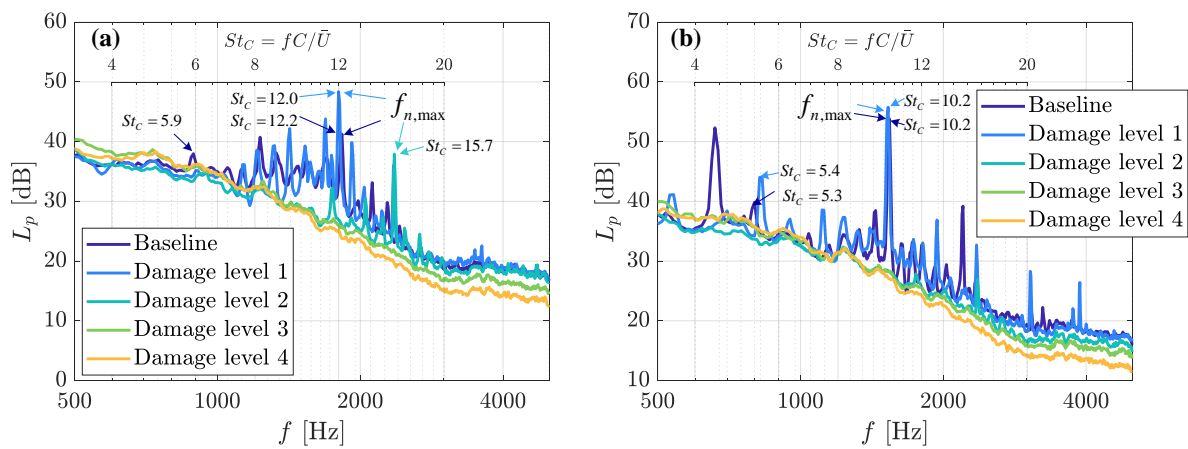 (a)
St_C = fC/Ū
4 6 8 12 20
St_C = 12.0
St_C = 12.2
f_n,max
St_C = 5.9
St_C = 15.7
Baseline
Damage level 1
Damage level 2
Damage level 3
Damage level 4
60
50
40
30
20
10
0
L_p [dB]
500 1000 2000 4000
f [Hz]
(b)
St_C = fC/Ū
4 6 8 12 20
f_n,max
St_C = 10.2
St_C = 10.2
St_C = 5.4
St_C = 5.3
Baseline
Damage level 1
Damage level 2
Damage level 3
Damage level 4
70
60
50
40
30
20
10
L_p [dB]
500 1000 2000 4000
f [Hz]